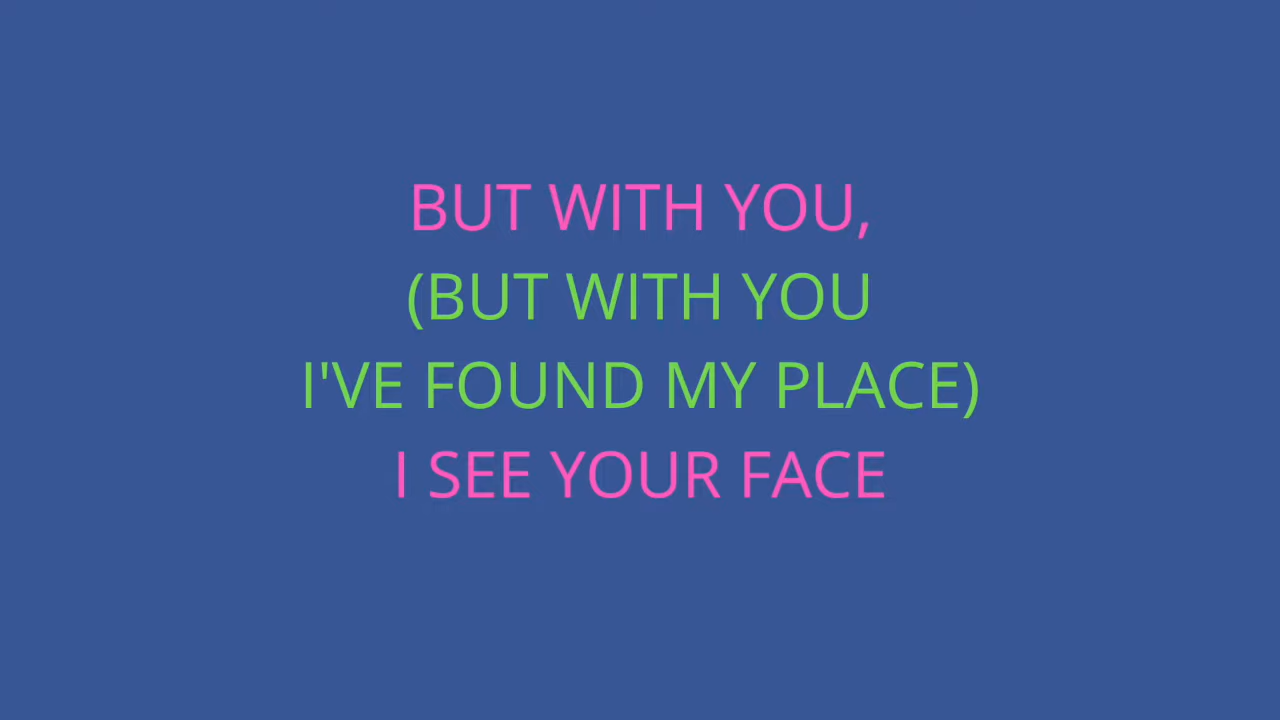 BUT WITH YOU,
(BUT WITH YOU
I'VE FOUND MY PLACE)
I SEE YOUR FACE